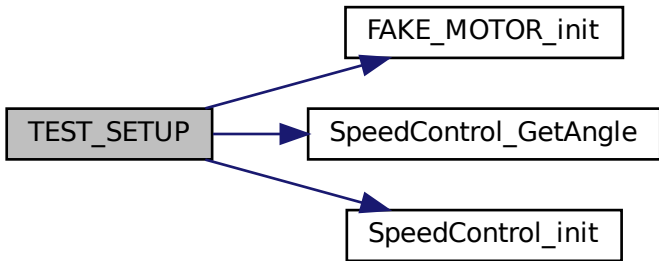 FAKE_MOTOR_init
TEST_SETUP
SpeedControl_GetAngle
SpeedControl_init